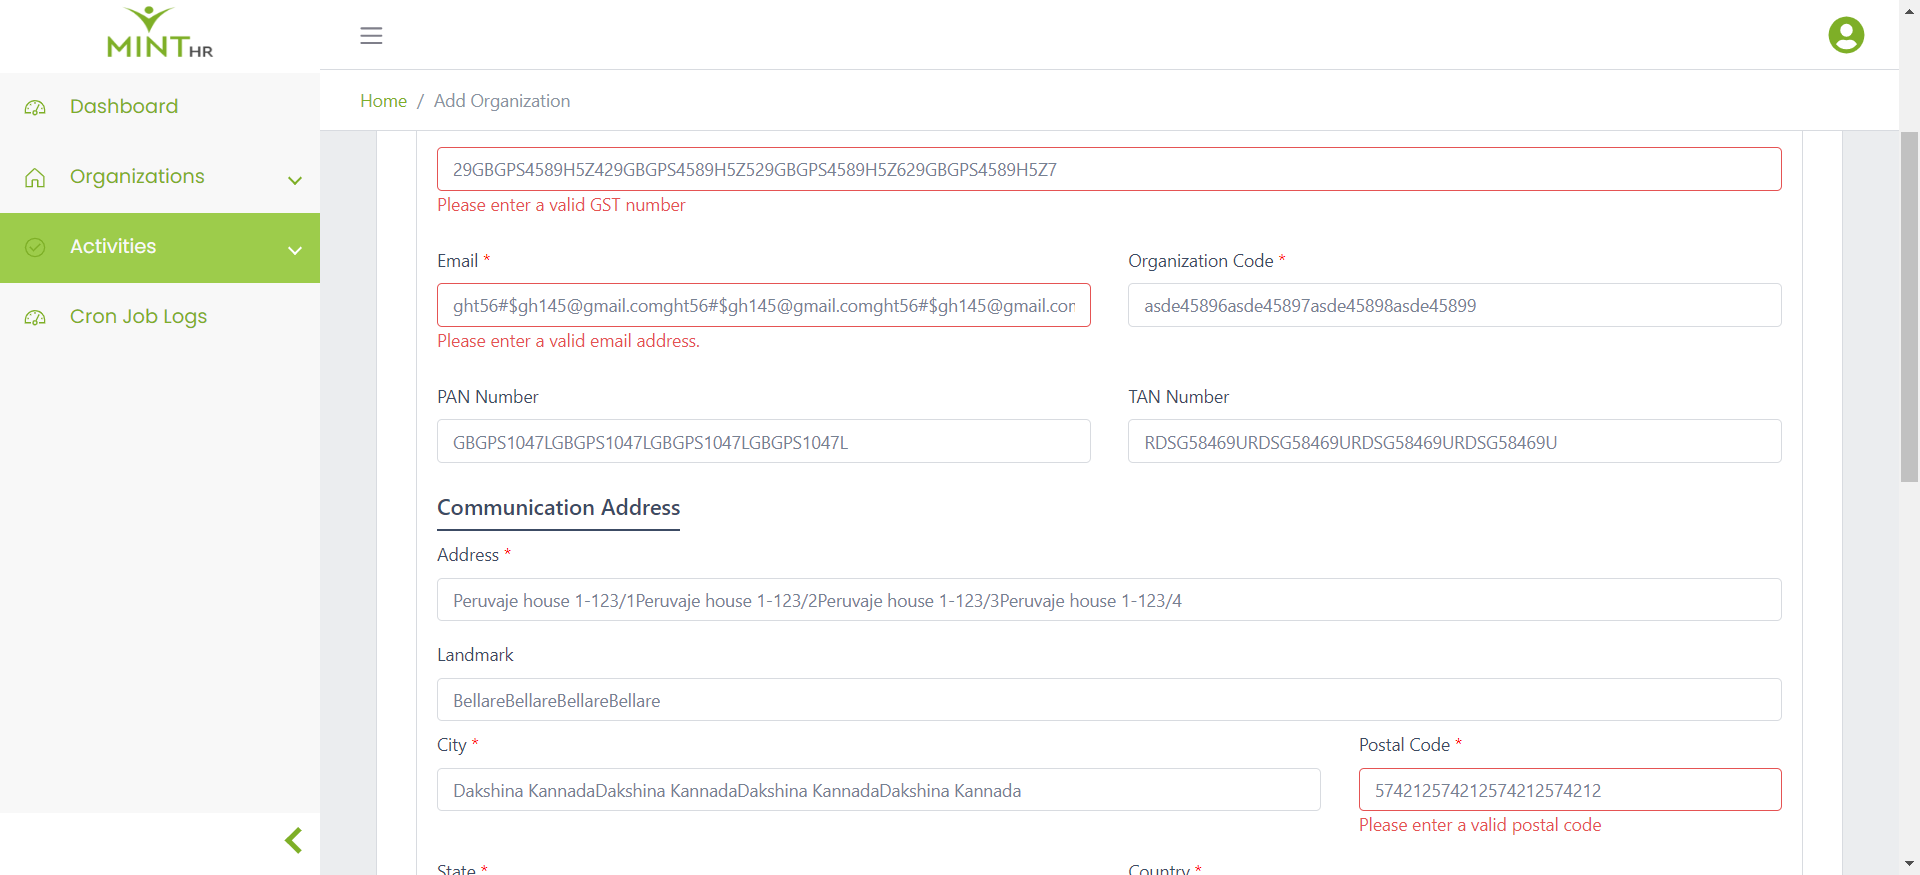 MINT HR
Dashboard
Organizations
Activities
Cron Job Logs
Home / Add Organization
29GBGPS4589H5Z429GBGPS4589H5Z529GBGPS4589H5Z629GBGPS4589H5Z7
Please enter a valid GST number
Email *
Organization Code *
ght56#$gh145@gmail.comght56#$gh145@gmail.comght56#$gh145@gmail.con
asde45896asde45897asde45898asde45899
Please enter a valid email address.
PAN Number
TAN Number
GBGPS1047LGBGPS1047LGBGPS1047LGBGPS1047L
RDSG58469URDSG58469URDSG58469URDSG58469U
Communication Address
Address *
Peruvaje house 1-123/1Peruvaje house 1-123/2Peruvaje house 1-123/3Peruvaje house 1-123/4
Landmark
BellareBellareBellareBellare
City *
Postal Code *
Dakshina KannadaDakshina KannadaDakshina KannadaDakshina Kannada
574212574212574212574212
Please enter a valid postal code
State *
Country *